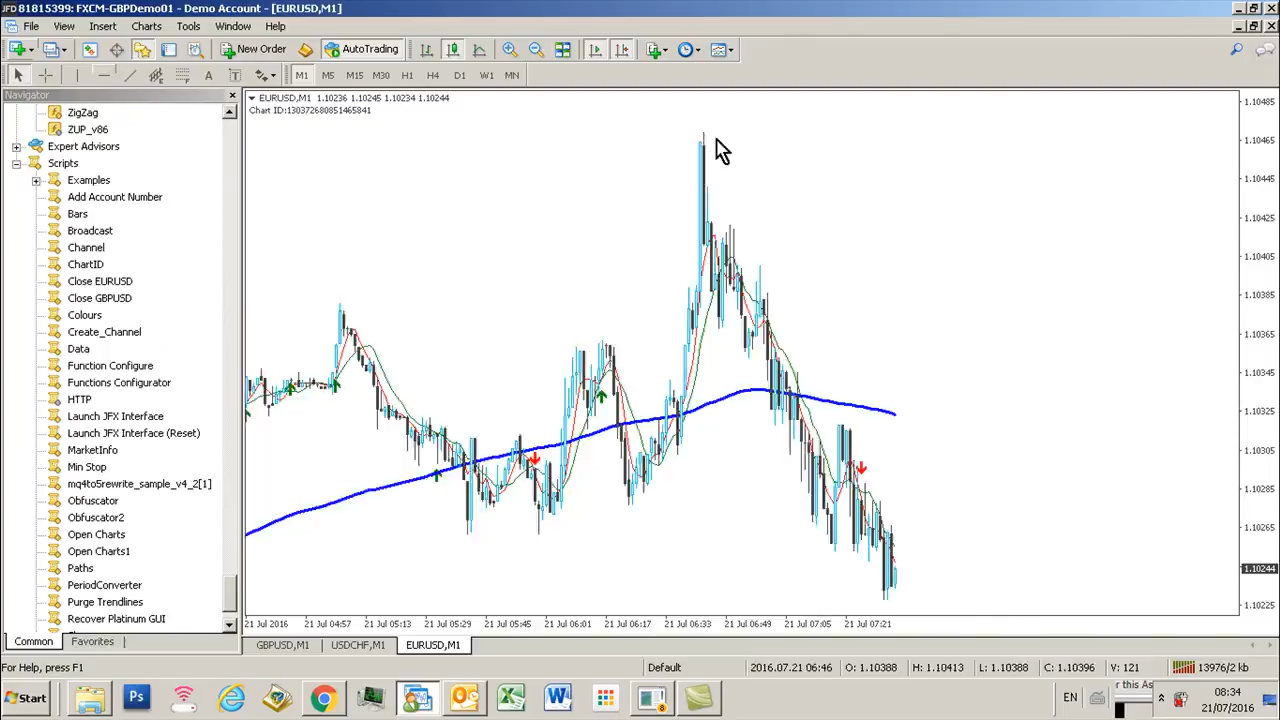 81815399: FXCM-GBPDemo01 - Demo Account - [EURUSD,M1]
File View Insert Charts Tools Window Help
New Order AutoTrading
A T M1 M5 M15 M30 H1 H4 D1 W1 MN
Navigator
ZigZag
ZUP_v86
Expert Advisors
Scripts
Examples
Add Account Number
Bars
Broadcast
Channel
ChartID
Close EURUSD
Close GBPUSD
Colours
Create_Channel
Data
Function Configure
Functions Configurator
HTTP
Launch JFX Interface
Launch JFX Interface (Reset)
MarketInfo
Min Stop
mq4to5rewrite_sample_v4_2[1]
Obfuscator
Obfuscator2
Open Charts
Open Charts1
Paths
PeriodConverter
Purge Trendlines
Recover Platinum GUI
Common Favorites
EURUSD,M1 1.10236 1.10245 1.10234 1.10244
Chart ID:130372680851465841
1.10485
1.10465
1.10445
1.10425
1.10405
1.10385
1.10365
1.10345
1.10325
1.10305
1.10285
1.10265
1.10244
1.10225
21 Jul 2016 21 Jul 04:57 21 Jul 05:13 21 Jul 05:29 21 Jul 05:45 21 Jul 06:01 21 Jul 06:17 21 Jul 06:33 21 Jul 06:49 21 Jul 07:05 21 Jul 07:21
GBPUSD,M1 USDCHF,M1 EURUSD,M1
For Help, press F1 Default 2016.07.21 06:46 O: 1.10388 H: 1.10413 L: 1.10388 C: 1.10396 V: 121 13976/2 kb
Start Ps EN r this As 08:34
21/07/2016